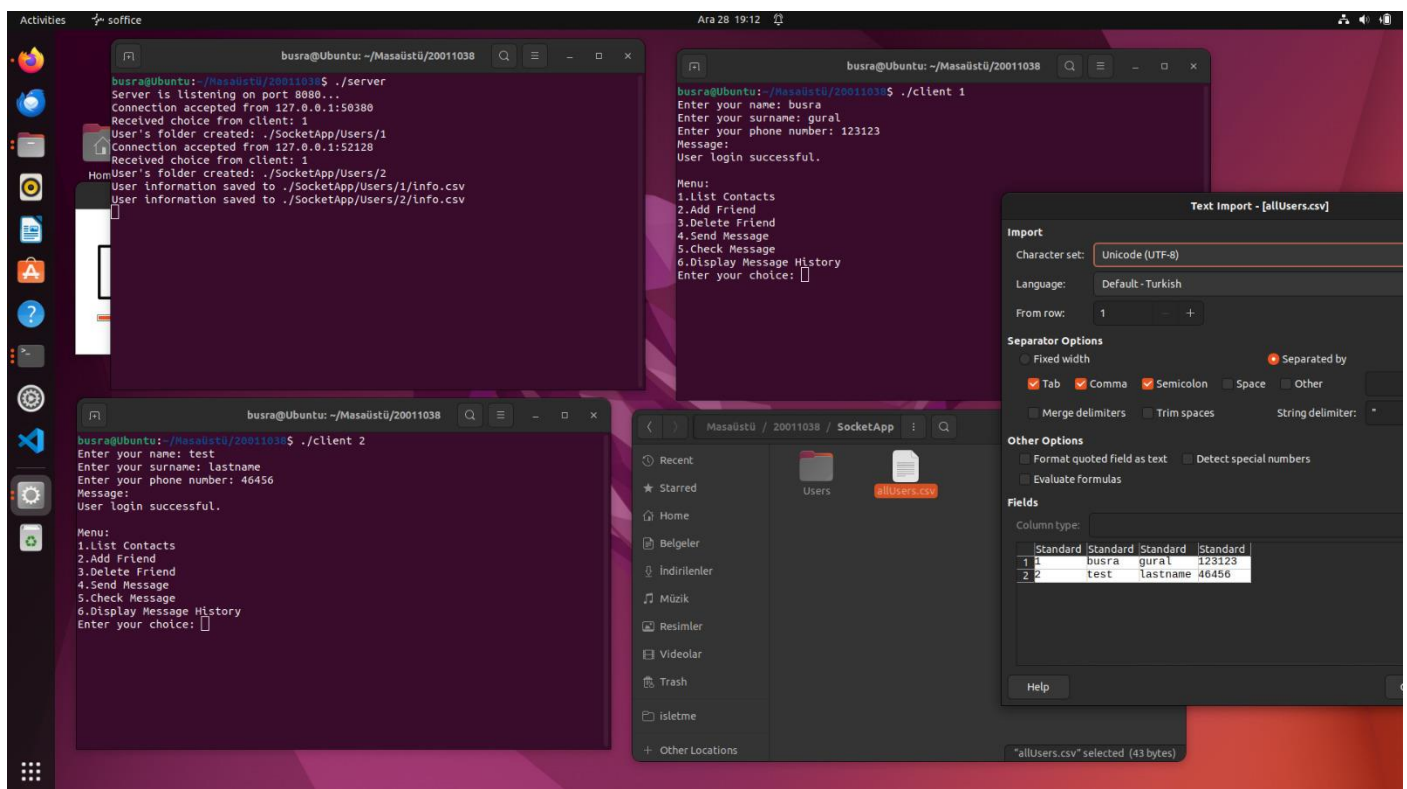 Activities soffice Ara 28 19:12
busra@Ubuntu: ~/Masaüstü/20011038
busra@Ubuntu:~/Masaüstü/20011038$ ./server
Server is listening on port 8080...
Connection accepted from 127.0.0.1:50380
Received choice from client: 1
User's folder created: ./SocketApp/Users/1
Connection accepted from 127.0.0.1:52128
Received choice from client: 1
User's folder created: ./SocketApp/Users/2
User information saved to ./SocketApp/Users/1/info.csv
User information saved to ./SocketApp/Users/2/info.csv
Hom
busra@Ubuntu: ~/Masaüstü/20011038
busra@Ubuntu:~/Masaüstü/20011038$ ./client 1
Enter your name: busra
Enter your surname: gural
Enter your phone number: 123123
Message:
User login successful.
Menu:
1.List Contacts
2.Add Friend
3.Delete Friend
4.Send Message
5.Check Message
6.Display Message History
Enter your choice:
busra@Ubuntu: ~/Masaüstü/20011038
busra@Ubuntu:~/Masaüstü/20011038$ ./client 2
Enter your name: test
Enter your surname: lastname
Enter your phone number: 46456
Message:
User login successful.
Menu:
1.List Contacts
2.Add Friend
3.Delete Friend
4.Send Message
5.Check Message
6.Display Message History
Enter your choice:
Masaüstü / 20011038 / SocketApp
Recent
Starred
Home
Belgeler
İndirilenler
Müzik
Resimler
Videolar
Trash
isletme
Other Locations
Users
allUsers.csv
"allUsers.csv" selected (43 bytes)
Text Import - [allUsers.csv]
Import
Character set: Unicode (UTF-8)
Language: Default - Turkish
From row: 1 - +
Separator Options
Fixed width Separated by
Tab Comma Semicolon Space Other
Merge delimiters Trim spaces String delimiter: "
Other Options
Format quoted field as text Detect special numbers
Evaluate formulas
Fields
Column type:
Standard Standard Standard Standard
1 1 busra gural 123123
2 2 test lastname 46456
Help